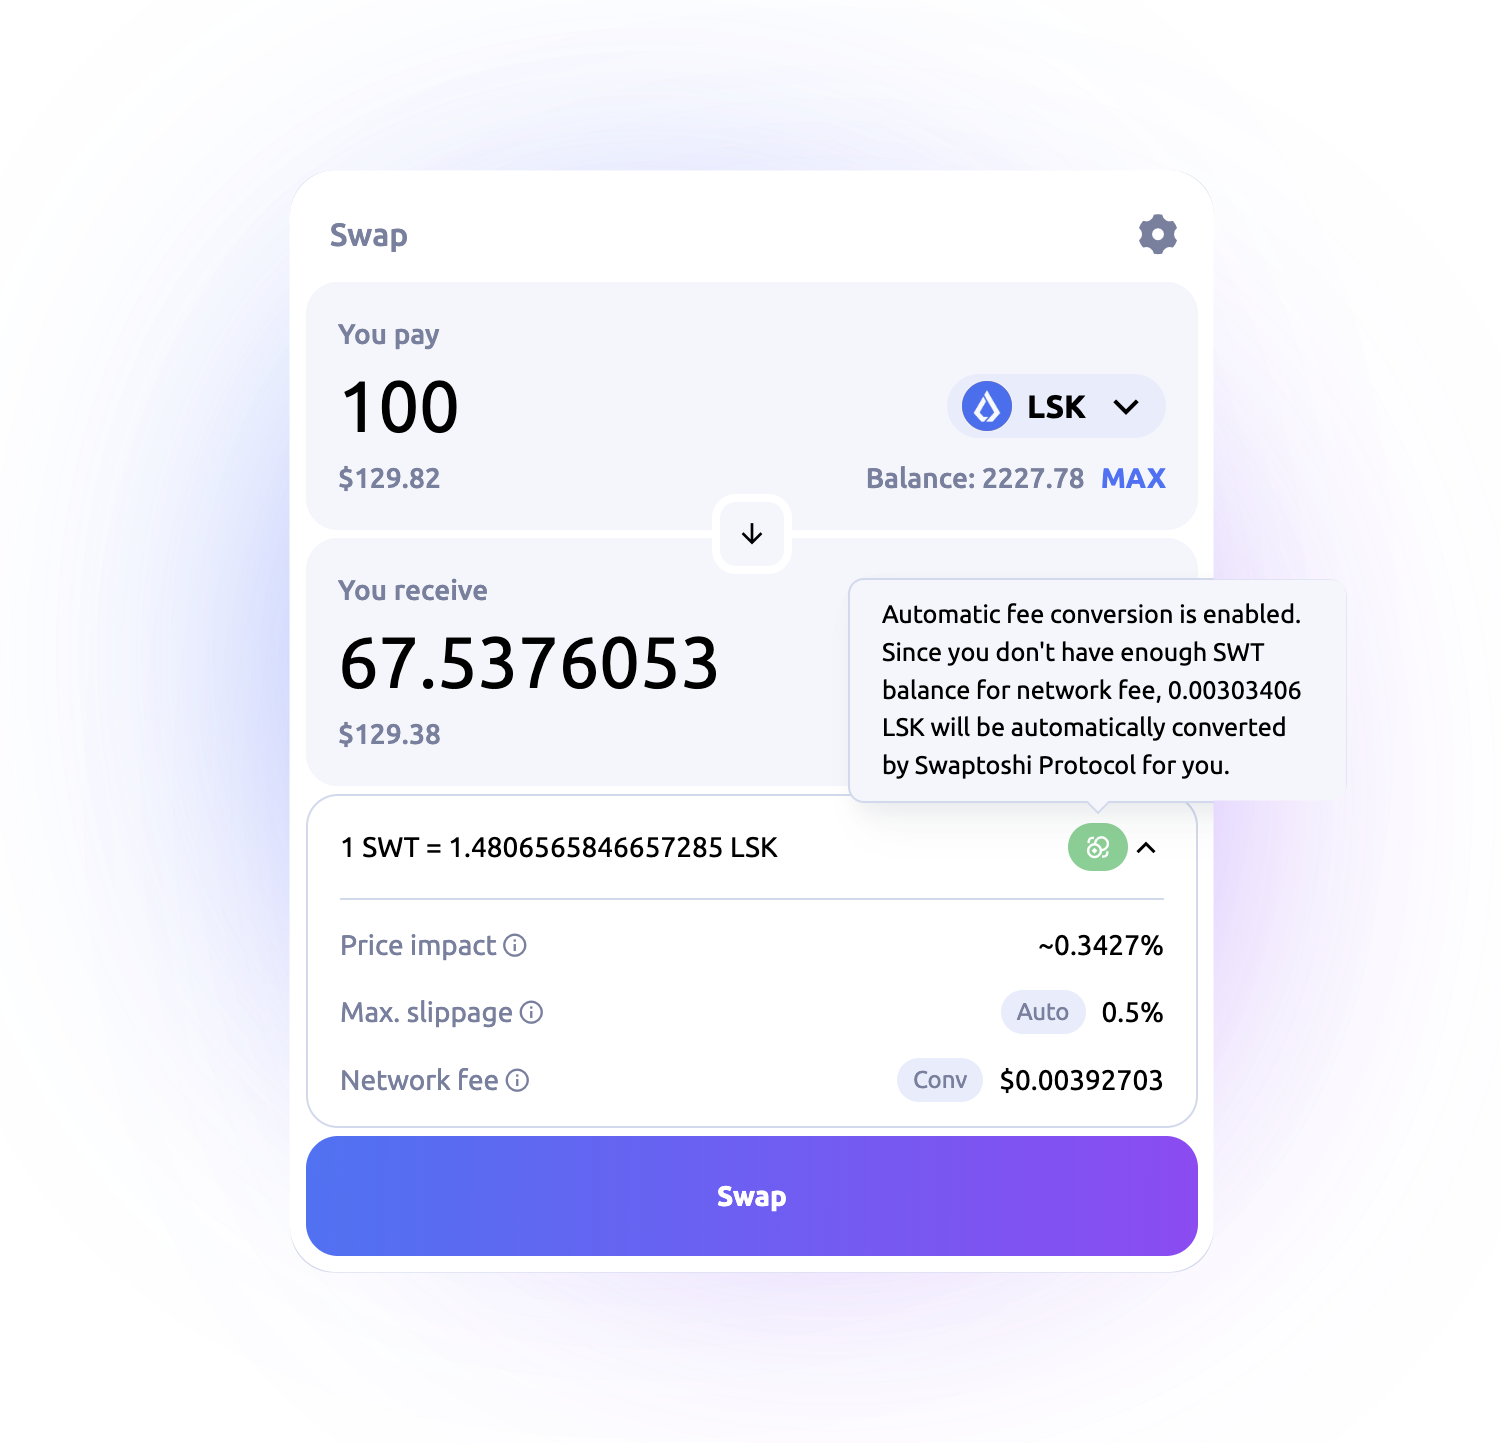 Swap
You pay
100
LSK
$129.82
Balance: 2227.78 MAX
You receive
67.5376053
$129.38
Automatic fee conversion is enabled.
Since you don't have enough SWT
balance for network fee, 0.00303406
LSK will be automatically converted
by Swaptoshi Protocol for you.
1 SWT = 1.4806565846657285 LSK
Price impact
~0.3427%
Max. slippage
Auto 0.5%
Network fee
Conv $0.00392703
Swap